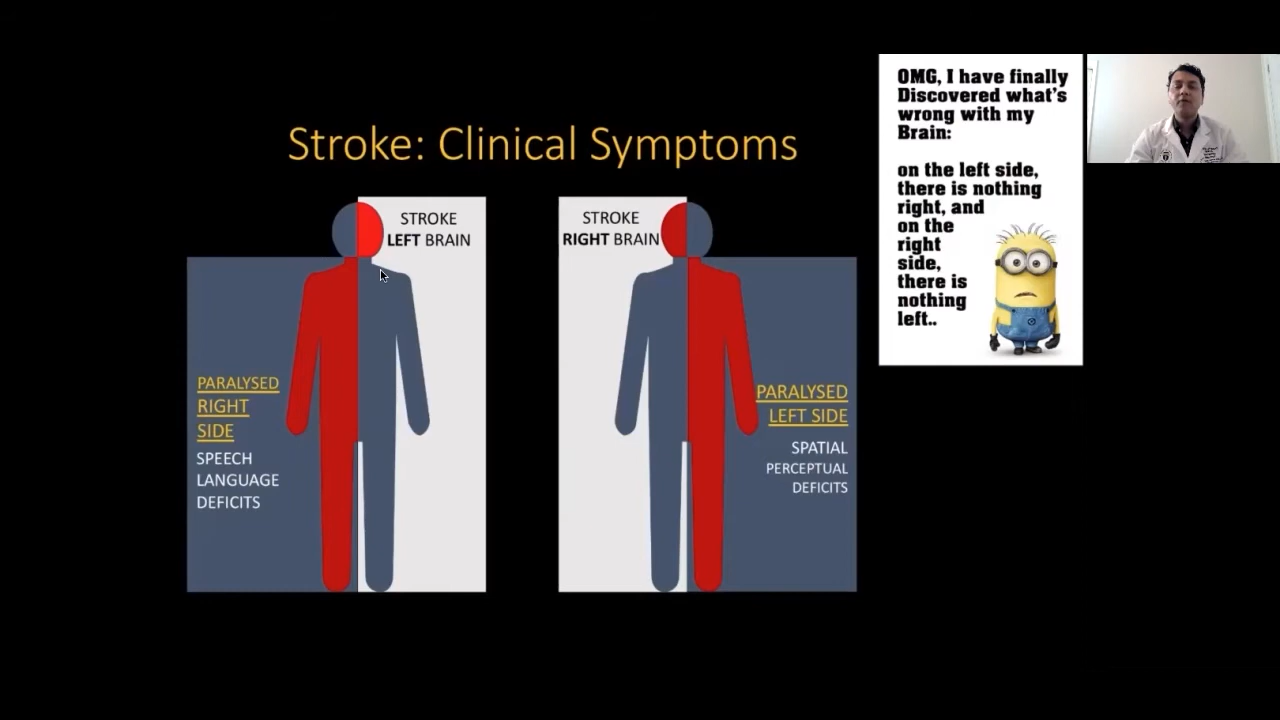 Stroke: Clinical Symptoms
STROKE
LEFT BRAIN
PARALYSED
RIGHT
SIDE
SPEECH
LANGUAGE
DEFICITS
STROKE
RIGHT BRAIN
PARALYSED
LEFT SIDE
SPATIAL
PERCEPTUAL
DEFICITS
OMG, I have finally
Discovered what's
wrong with my
Brain:
on the left side,
there is nothing
right, and
on the
right
side,
there is
nothing
left..